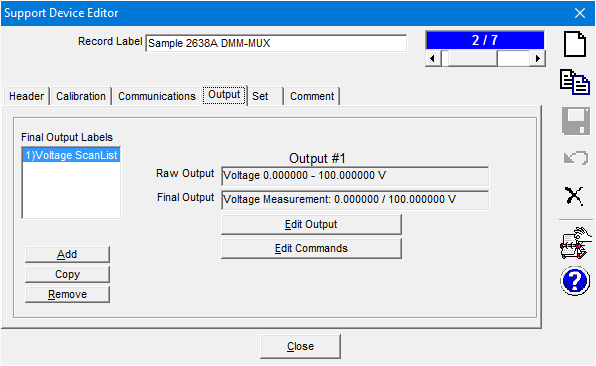 Support Device Editor
Record Label
Sample 2638A DMM-MUX
2 / 7
Header
Calibration
Communications
Output
Set
Comment
Final Output Labels
1)Voltage ScanList
Output #1
Raw Output
Voltage 0.000000 - 100.000000 V
Final Output
Voltage Measurement: 0.000000 / 100.000000 V
Edit Output
Edit Commands
Add
Copy
Remove
Close